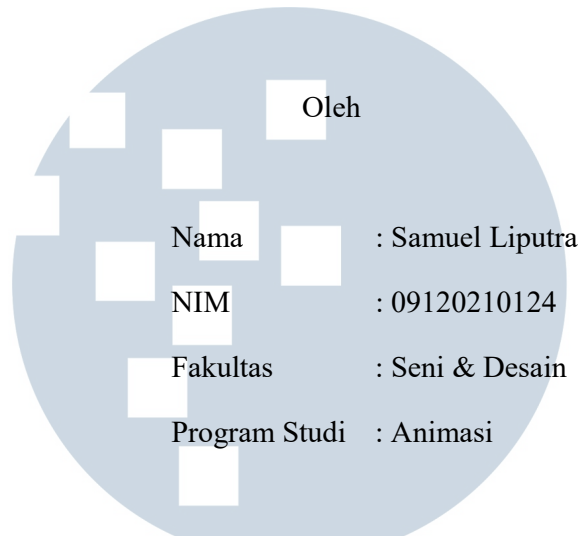 Oleh
Nama : Samuel Liputra
NIM : 09120210124
Fakultas : Seni & Desain
Program Studi : Animasi